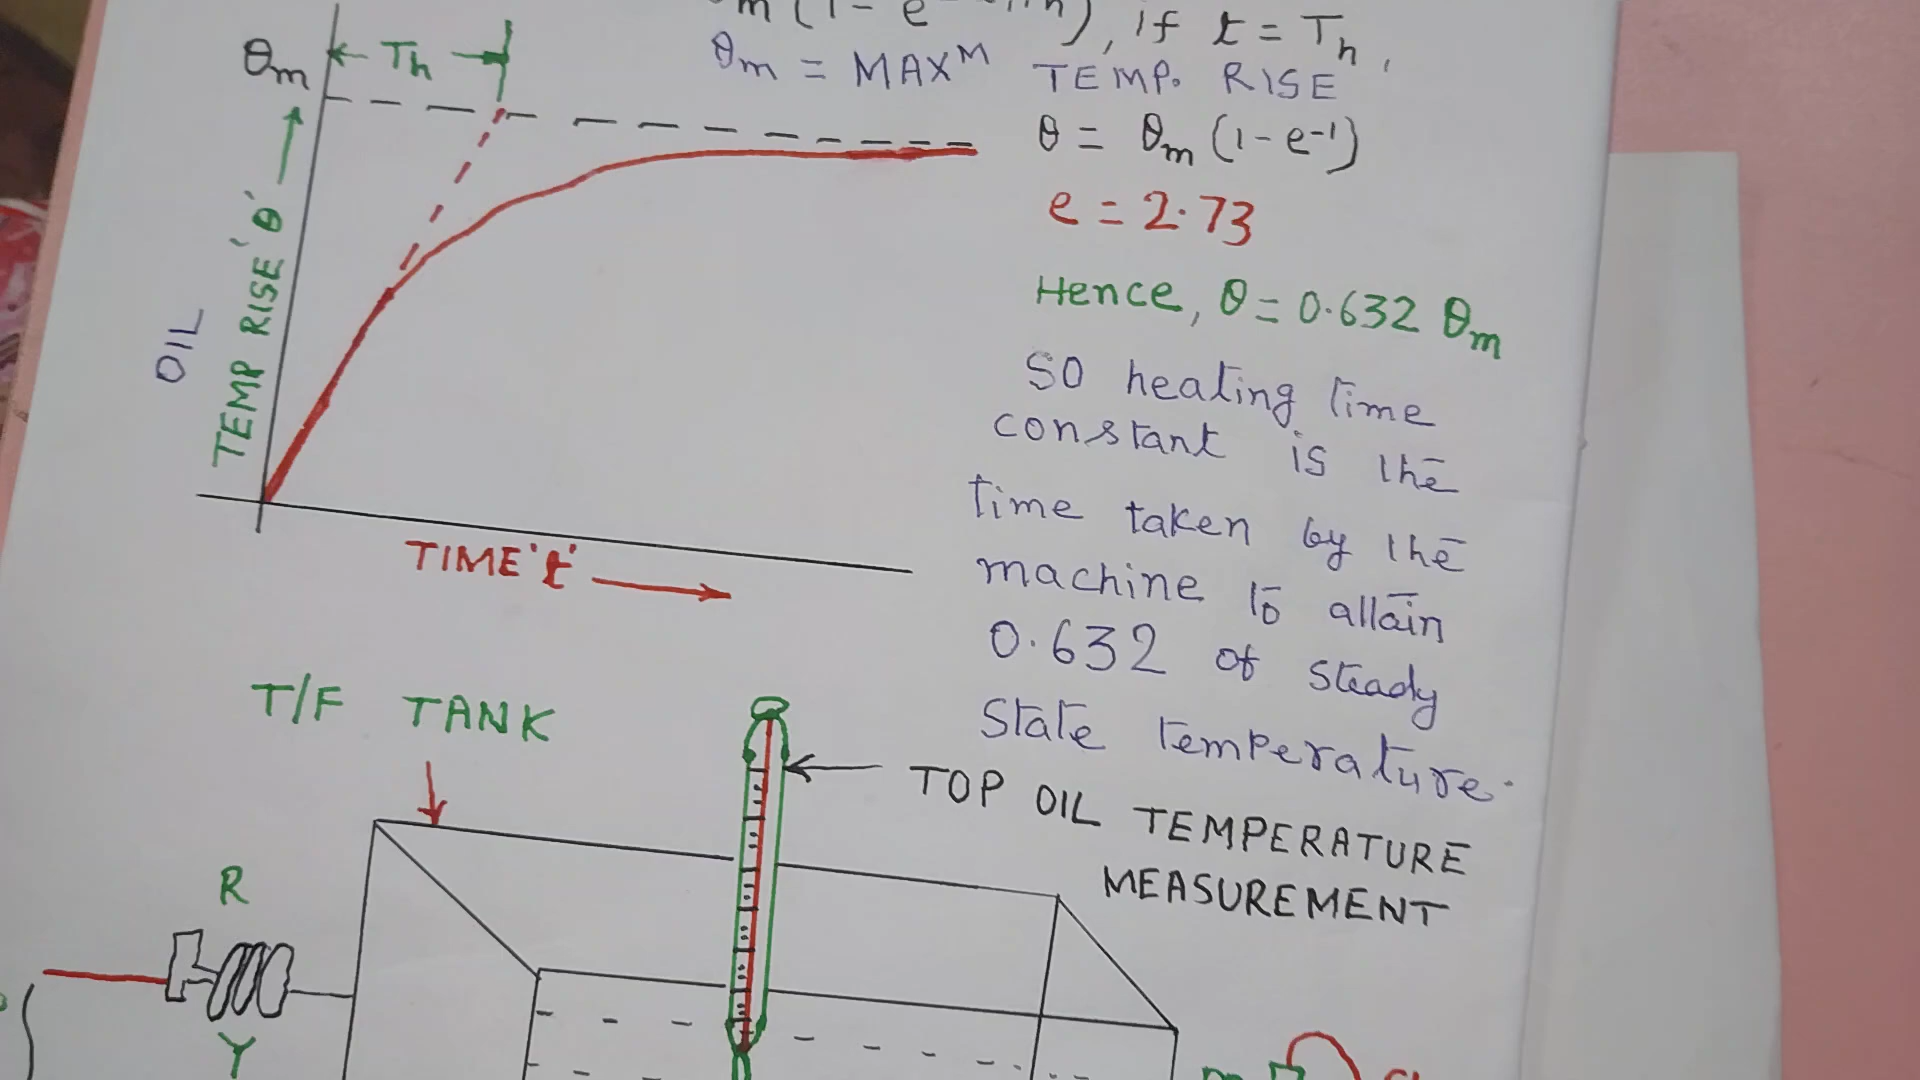 θm
Th
θm (1 - e
), if t = Th,
θm = MAXᴹ TEMP. RISE
θ = θm (1 - e⁻¹)
e = 2.73
Hence, θ = 0.632 θm
So heating time
constant is the
time taken by the
machine to attain
0.632 of steady
state temperature.
OIL
TEMP RISE 'θ'
TIME 't'
T/F TANK
TOP OIL TEMPERATURE
MEASUREMENT
R
Y